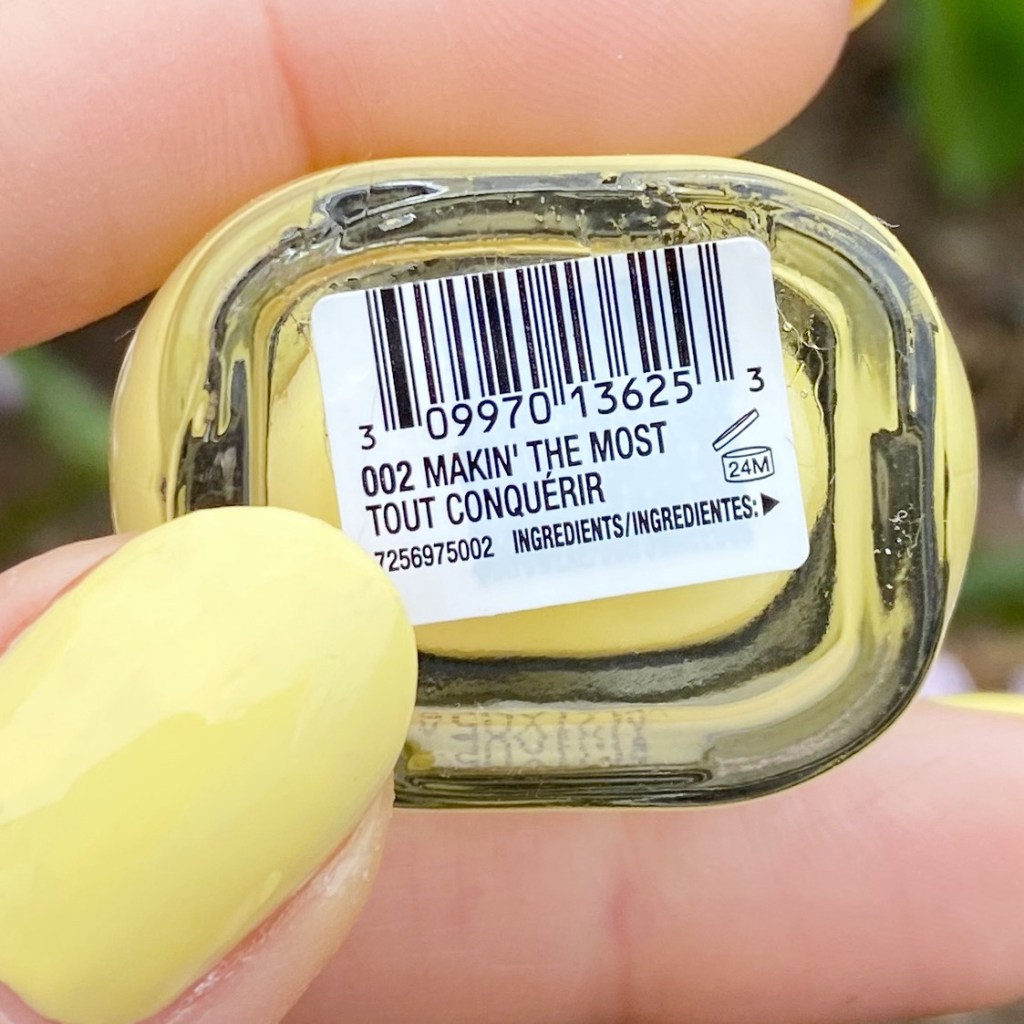 3 09970 13625 3
002 MAKIN' THE MOST
TOUT CONQUÉRIR
24M
7256975002 INGREDIENTS/INGREDIENTES:►